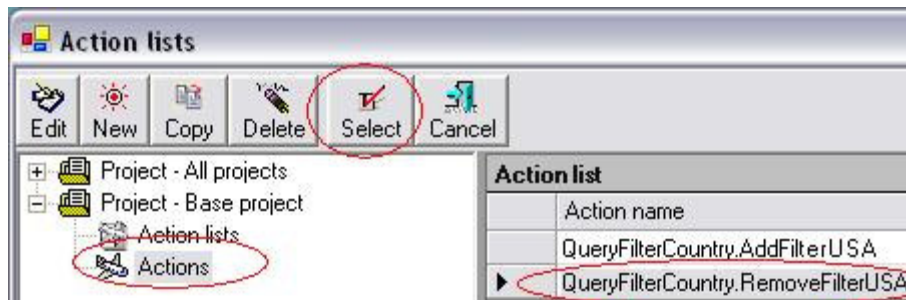 Action lists
Edit New Copy Delete Select Cancel
Project - All projects
Project - Base project
Action lists
Actions
Action list
Action name
QueryFilterCountry.AddFilterUSA
QueryFilterCountry.RemoveFilterUSA